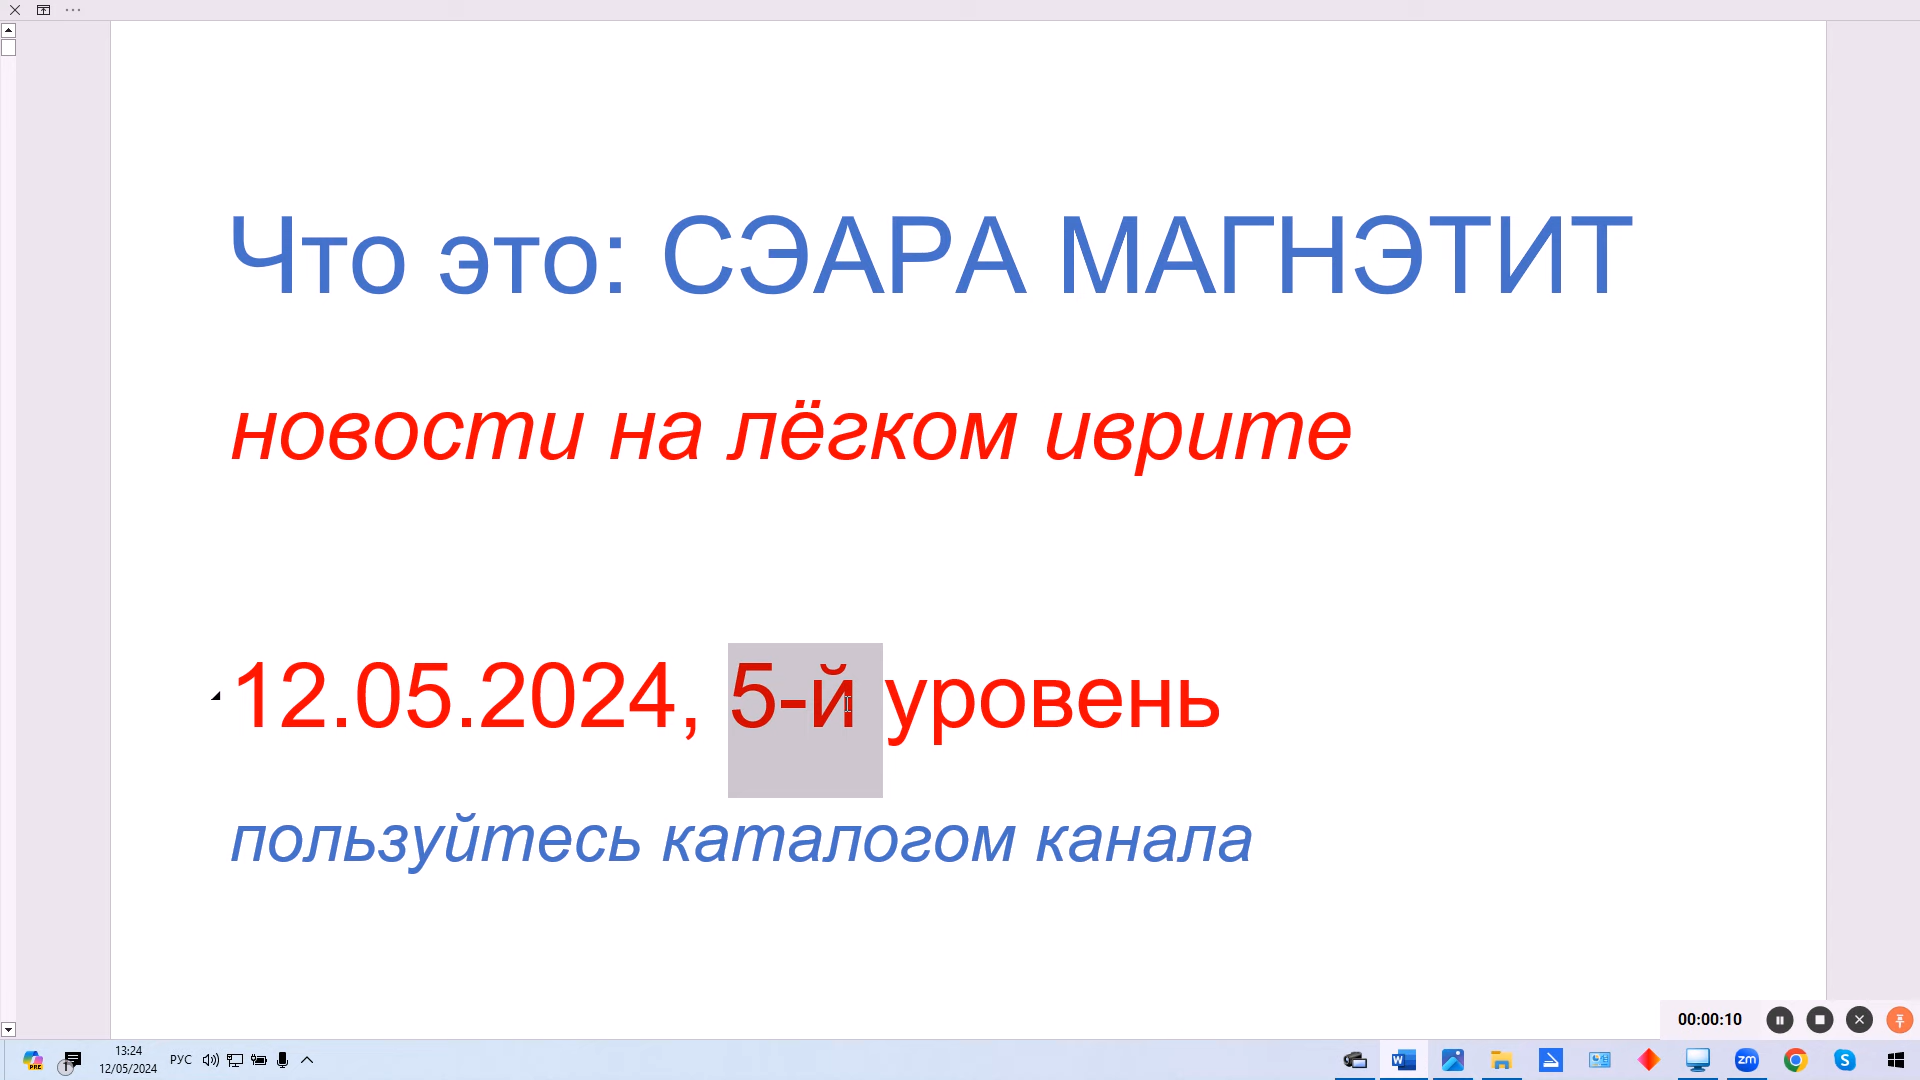 Что это: СЭАРА МАГНЭТИТ
новости на лёгком иврите
12.05.2024, 5-й уровень
пользуйтесь каталогом канала
00:00:10
13:24
РУС
12/05/2024